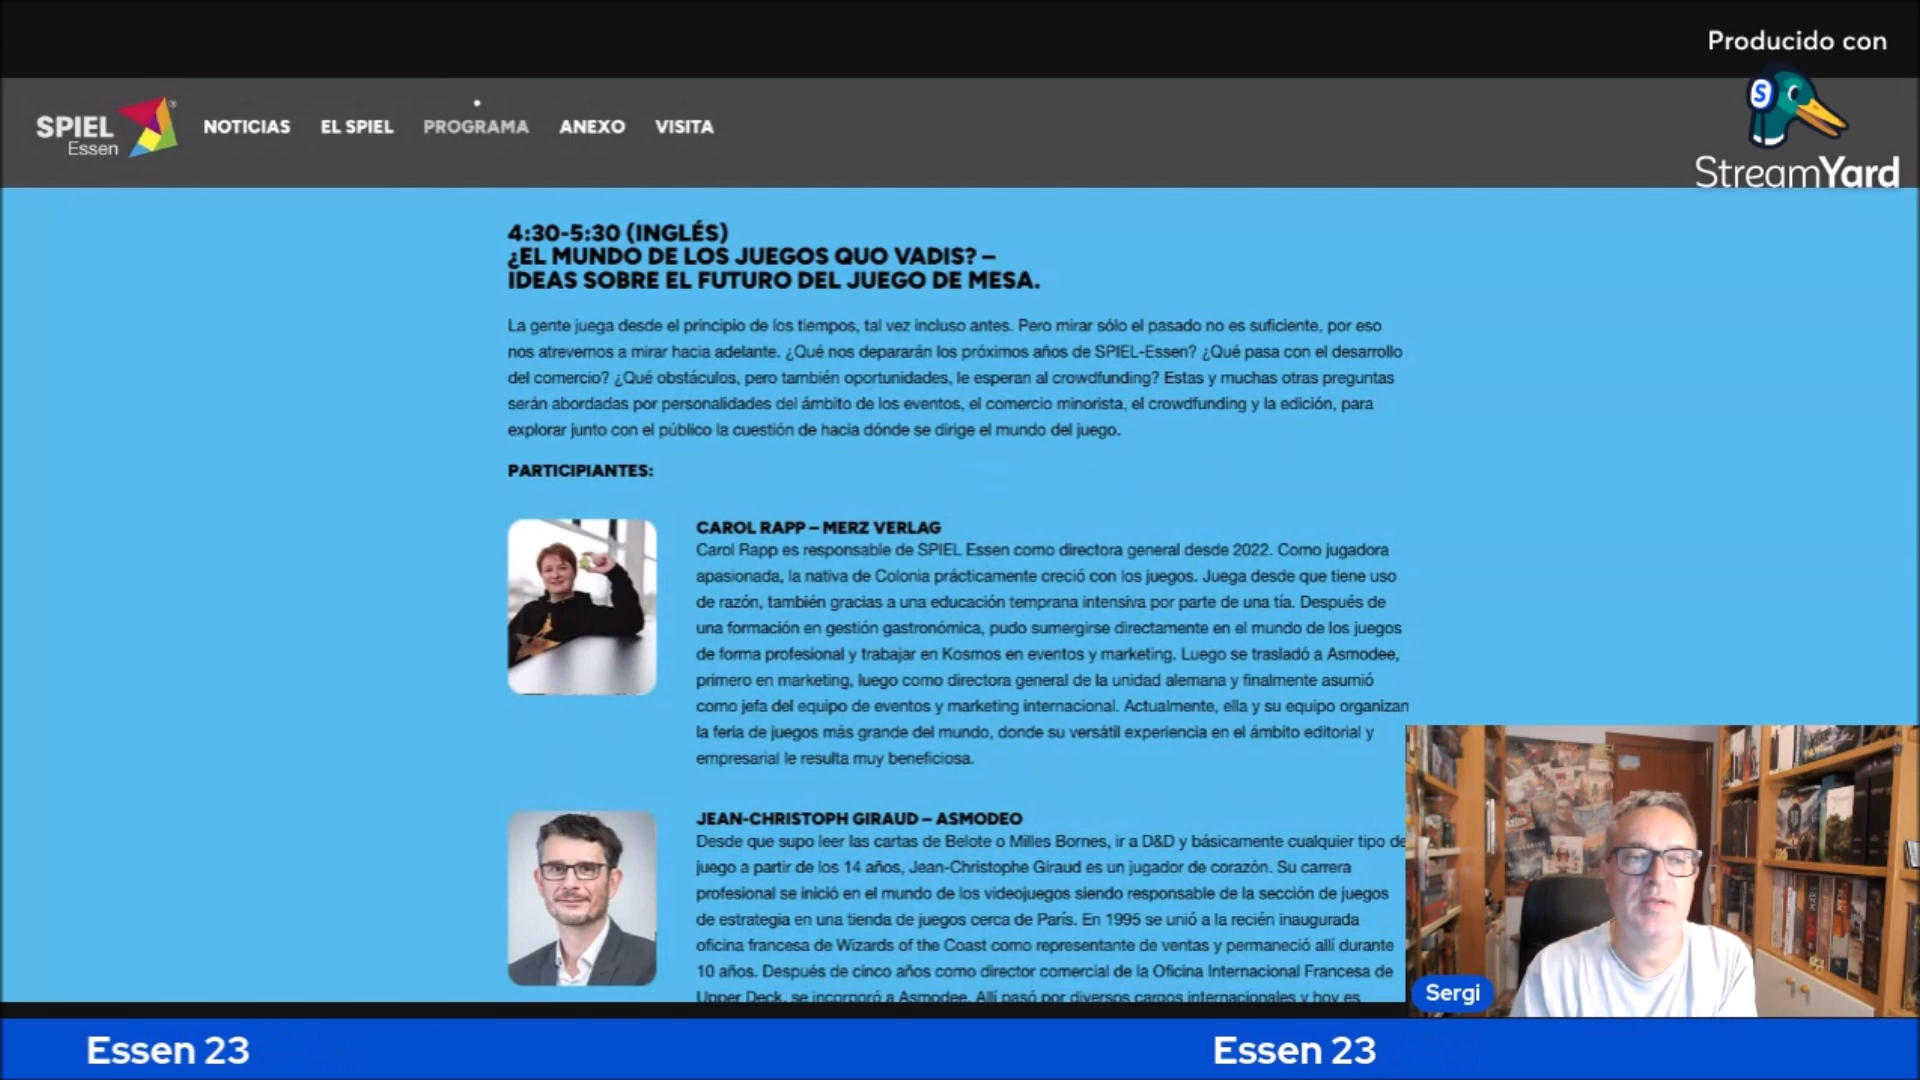 Producido con
SPIEL
Essen
NOTICIAS EL SPIEL PROGRAMA ANEXO VISITA
StreamYard
4:30-5:30 (INGLÉS)
¿EL MUNDO DE LOS JUEGOS QUO VADIS? –
IDEAS SOBRE EL FUTURO DEL JUEGO DE MESA.
La gente juega desde el principio de los tiempos, tal vez incluso antes. Pero mirar sólo el pasado no es suficiente, por eso
nos atrevemos a mirar hacia adelante. ¿Qué nos depararán los próximos años de SPIEL-Essen? ¿Qué pasa con el desarrollo
del comercio? ¿Qué obstáculos, pero también oportunidades, le esperan al crowdfunding? Estas y muchas otras preguntas
serán abordadas por personalidades del ámbito de los eventos, el comercio minorista, el crowdfunding y la edición, para
explorar junto con el público la cuestión de hacia dónde se dirige el mundo del juego.
PARTICIPIANTES:
CAROL RAPP – MERZ VERLAG
Carol Rapp es responsable de SPIEL Essen como directora general desde 2022. Como jugadora
apasionada, la nativa de Colonia prácticamente creció con los juegos. Juega desde que tiene uso
de razón, también gracias a una educación temprana intensiva por parte de una tía. Después de
una formación en gestión gastronómica, pudo sumergirse directamente en el mundo de los juegos
de forma profesional y trabajar en Kosmos en eventos y marketing. Luego se trasladó a Asmodee,
primero en marketing, luego como directora general de la unidad alemana y finalmente asumió
como jefa del equipo de eventos y marketing internacional. Actualmente, ella y su equipo organizan
la feria de juegos más grande del mundo, donde su versátil experiencia en el ámbito editorial y
empresarial le resulta muy beneficiosa.
JEAN-CHRISTOPH GIRAUD – ASMODEO
Desde que supo leer las cartas de Belote o Milles Bornes, ir a D&D y básicamente cualquier tipo de
juego a partir de los 14 años, Jean-Christophe Giraud es un jugador de corazón. Su carrera
profesional se inició en el mundo de los videojuegos siendo responsable de la sección de juegos
de estrategia en una tienda de juegos cerca de París. En 1995 se unió a la recién inaugurada
oficina francesa de Wizards of the Coast como representante de ventas y permaneció allí durante
10 años. Después de cinco años como director comercial de la Oficina Internacional Francesa de
Upper Deck, se incorporó a Asmodee. Allí pasó por diversos cargos internacionales y hoy es
Sergi
Essen 23 Essen 23